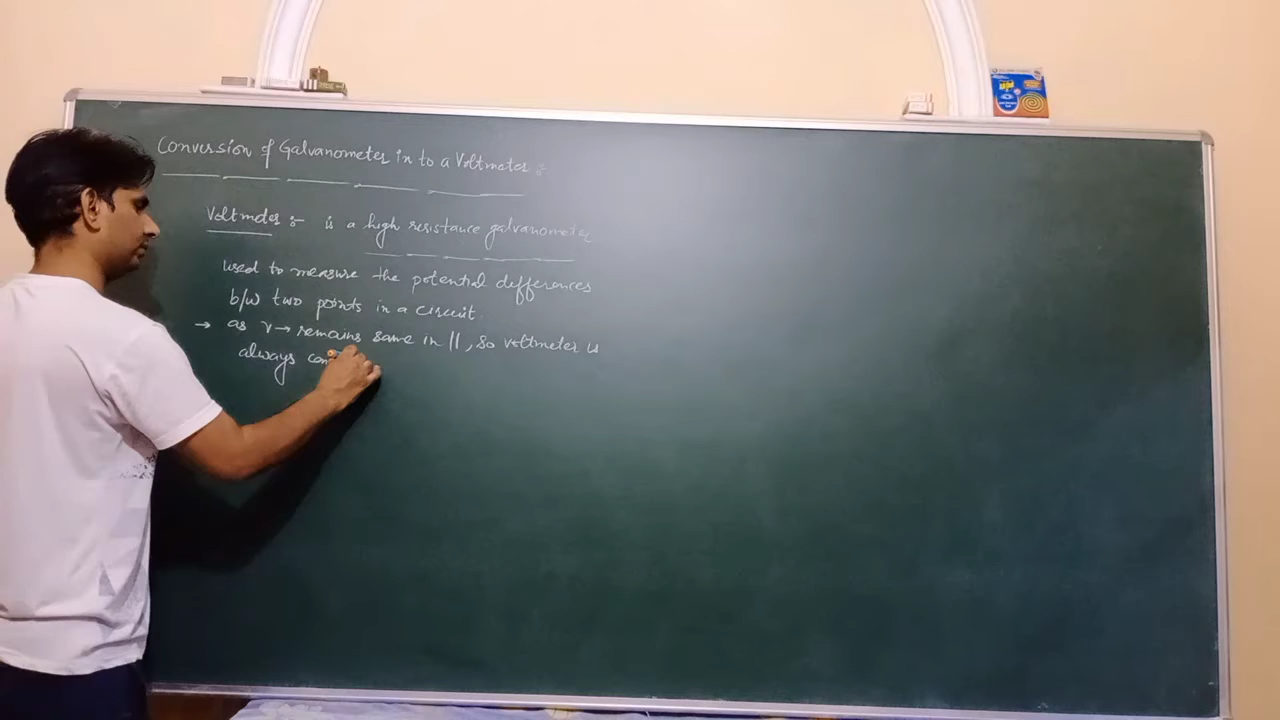 Conversion of Galvanometer in to a Voltmeter :-
Voltmeter :- is a high resistance galvanometer
used to measure the potential differences
b/w two points in a circuit.
→ as V → remains same in ||, so voltmeter is
always con